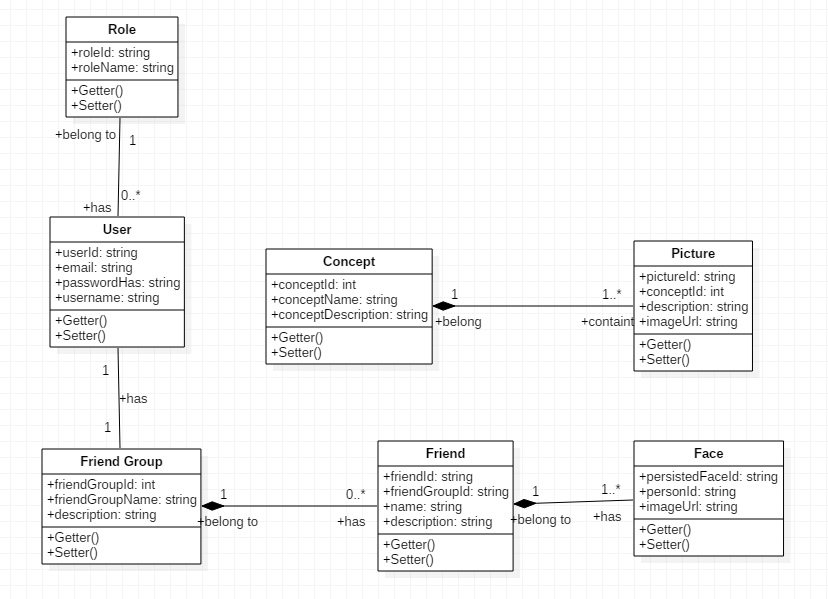 Role
+roleId: string
+roleName: string
+Getter()
+Setter()
+belong to
1
0..*
+has
User
+userId: string
+email: string
+passwordHas: string
+username: string
+Getter()
+Setter()
Concept
+conceptId: int
+conceptName: string
+conceptDescription: string
+Getter()
+Setter()
1
+belong
1..*
+containt
Picture
+pictureId: string
+conceptId: int
+description: string
+imageUrl: string
+Getter()
+Setter()
1
+has
1
Friend Group
+friendGroupId: int
+friendGroupName: string
+description: string
+Getter()
+Setter()
1
+belong to
0..*
+has
Friend
+friendId: string
+friendGroupId: string
+name: string
+description: string
+Getter()
+Setter()
1
+belong to
1..*
+has
Face
+persistedFaceId: string
+personId: string
+imageUrl: string
+Getter()
+Setter()